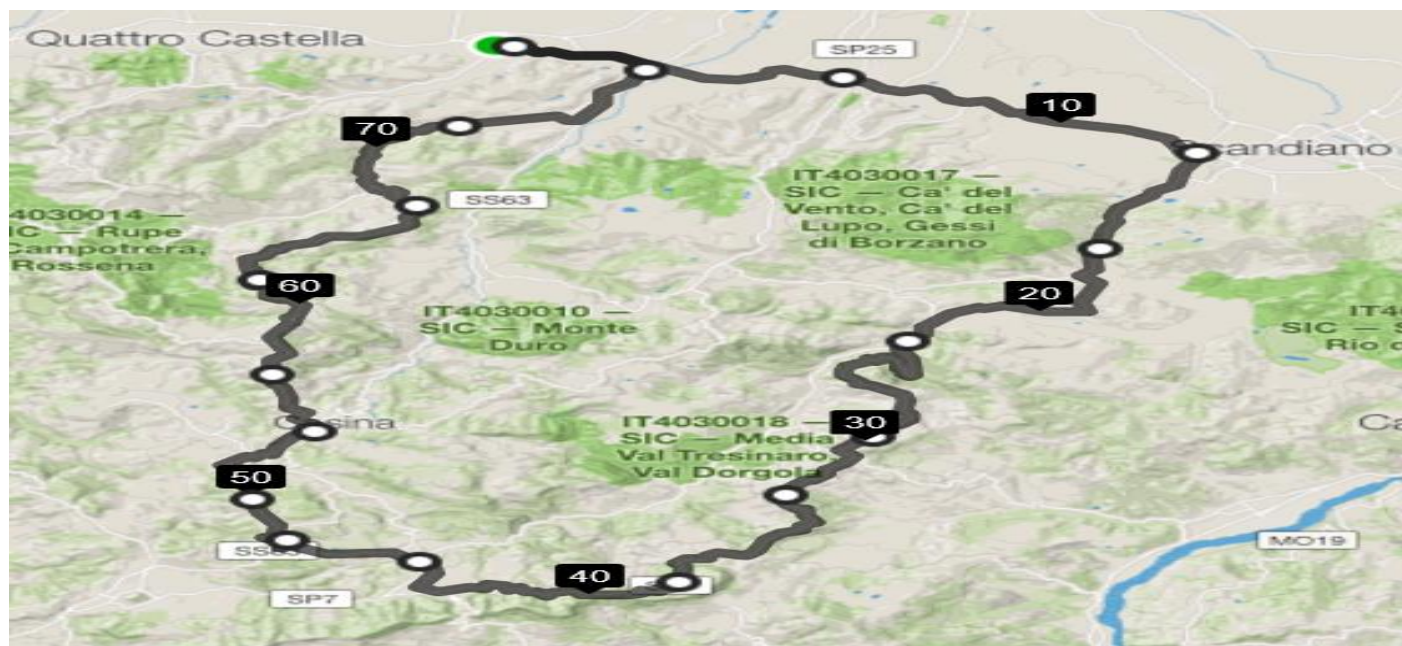 Quattro Castella
SP25
10
andiano
70
IT4030017 —
SIC — Ca' del
Vento, Ca' del
Lupo, Gessi
di Borzano
SS63
4030014 —
IC — Rupe
Campotrera,
Rossena
60
20
IT4030010 —
SIC — Monte
Duro
IT4
SIC — S
Rio d
IT4030018 —
SIC — Media
Val Tresinaro,
Val Dorgola
30
ina
Ca
50
MO19
40
SP7